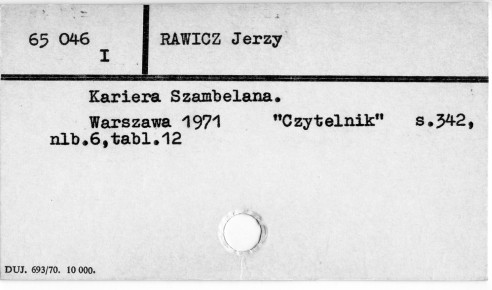 65 046
I
RAWICZ Jerzy
Kariera Szambelana.
Warszawa 1971 "Czytelnik" s.342,
nlb.6,tabl.12
DUJ. 693/70. 10 000.